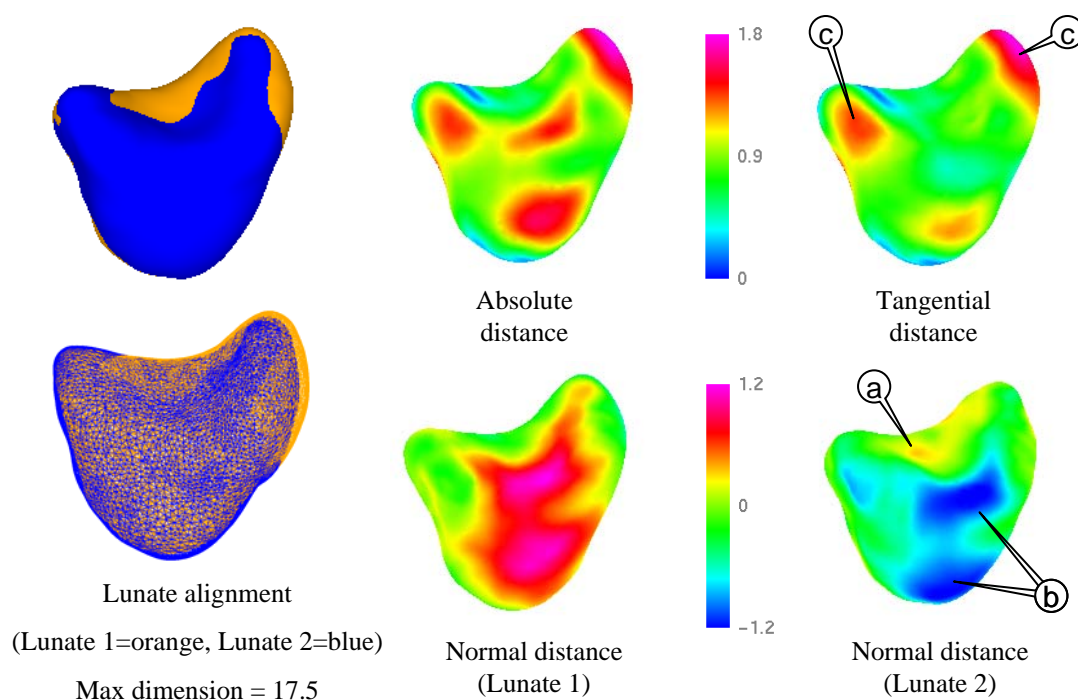 c
c
1.8
0.9
0
Absolute
distance
Tangential
distance
a
1.2
0
−1.2
b
Lunate alignment
(Lunate 1=orange, Lunate 2=blue)
Max dimension = 17.5
Normal distance
(Lunate 1)
Normal distance
(Lunate 2)